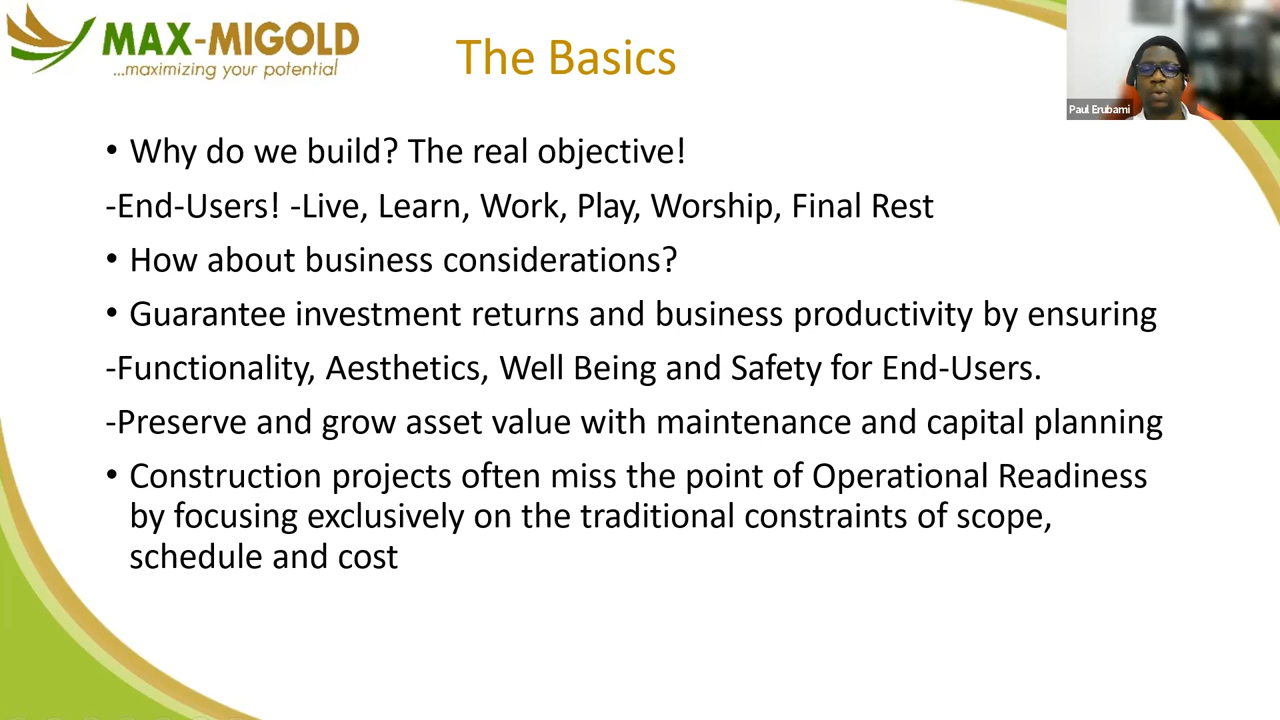 MAX-MIGOLD
...maximizing your potential
The Basics
Paul Erubami
• Why do we build? The real objective!
-End-Users! -Live, Learn, Work, Play, Worship, Final Rest
• How about business considerations?
• Guarantee investment returns and business productivity by ensuring
-Functionality, Aesthetics, Well Being and Safety for End-Users.
-Preserve and grow asset value with maintenance and capital planning
• Construction projects often miss the point of Operational Readiness
by focusing exclusively on the traditional constraints of scope,
schedule and cost